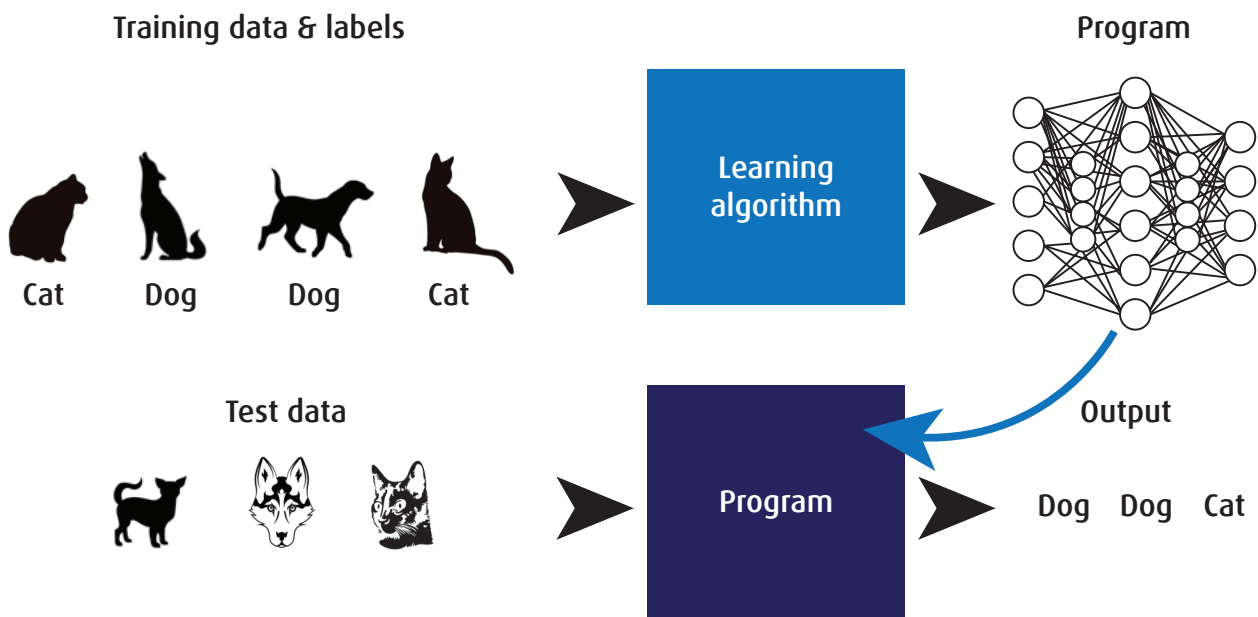 Training data & labels
Program
Learning
algorithm
Cat Dog Dog Cat
Test data
Output
Program
Dog Dog Cat